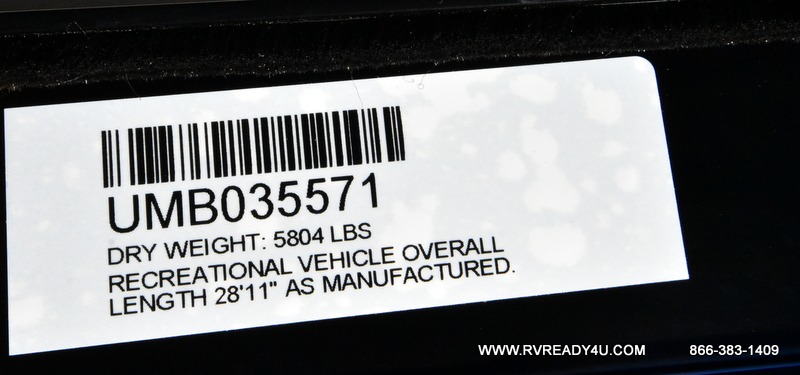 UMB035571
DRY WEIGHT: 5804 LBS
RECREATIONAL VEHICLE OVERALL
LENGTH 28'11" AS MANUFACTURED.
WWW.RVREADY4U.COM 866-383-1409